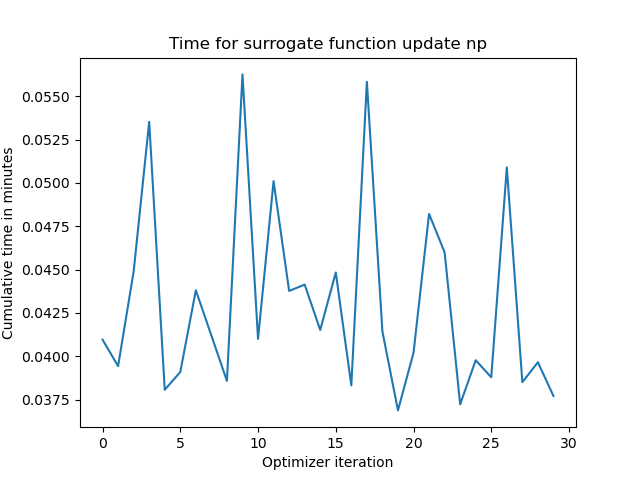 Time for surrogate function update np
Cumulative time in minutes
0.0550
0.0525
0.0500
0.0475
0.0450
0.0425
0.0400
0.0375
0 5 10 15 20 25 30
Optimizer iteration